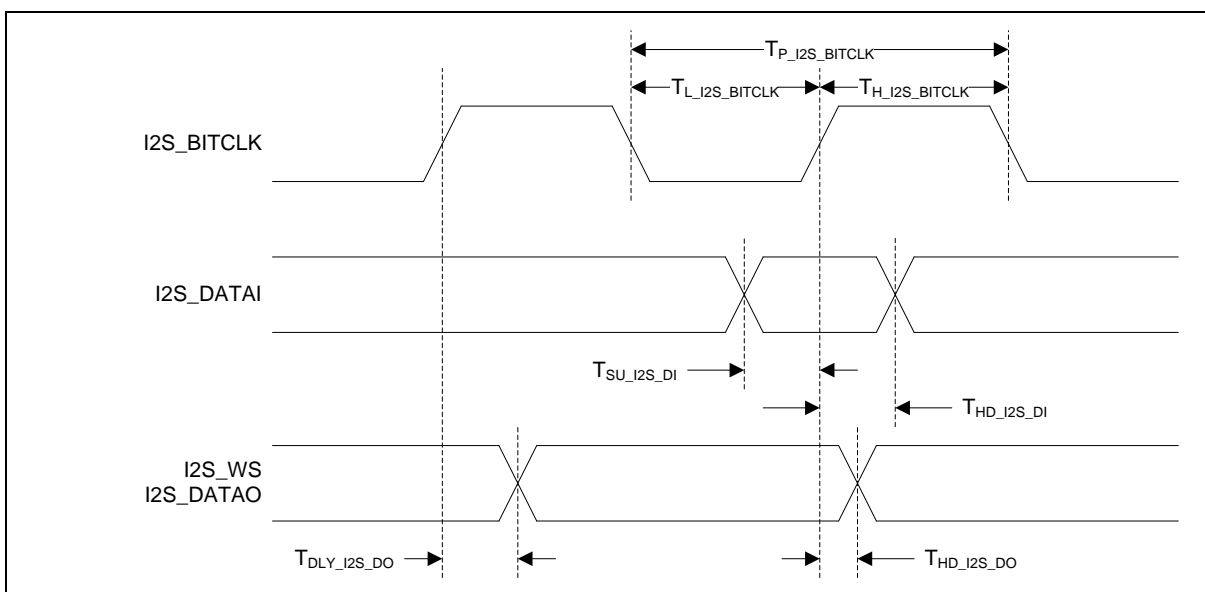 T_P_I2S_BITCLK
T_L_I2S_BITCLK T_H_I2S_BITCLK
I2S_BITCLK
I2S_DATAI
T_SU_I2S_DI
T_HD_I2S_DI
I2S_WS
I2S_DATAO
T_DLY_I2S_DO T_HD_I2S_DO